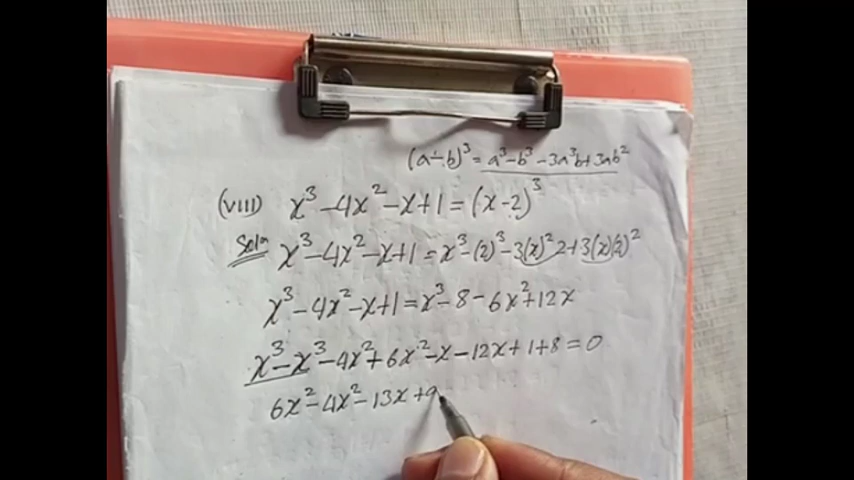 (a-b)³ = a³-b³-3a³b+3ab²
(VIII) x³-4x²-x+1 = (x-2)³
Soln x³-4x²-x+1 = x³-(2)³-3(x)²2+3(x)(2)²
x³-4x²-x+1 = x³-8-6x²+12x
x³-x³-4x²+6x²-x-12x+1+8=0
6x²-4x²-13x+9